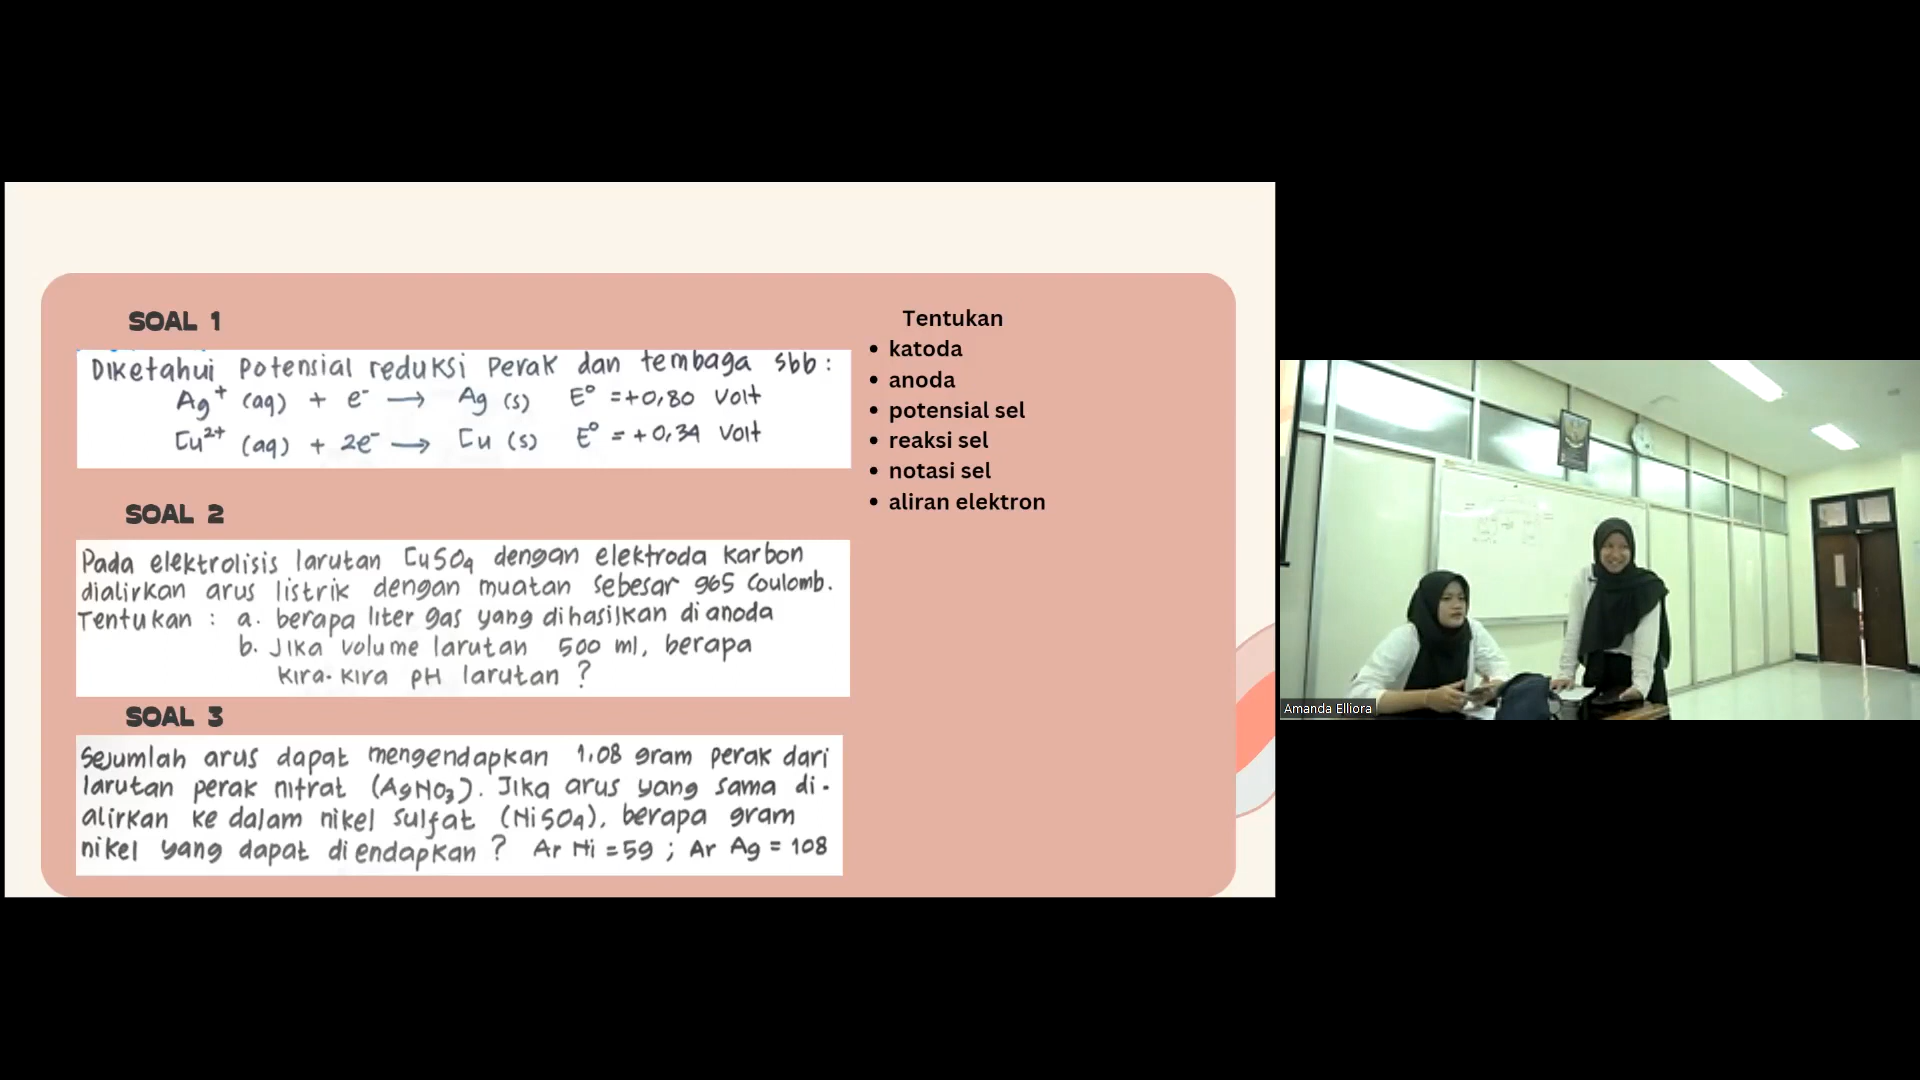 SOAL 1
Diketahui potensial reduksi perak dan tembaga sbb :
Ag⁺ (aq) + e⁻ → Ag (s) E° = +0,80 volt
Cu²⁺ (aq) + 2e⁻ → Cu (s) E° = +0,34 volt
SOAL 2
Pada elektrolisis larutan CuSO₄ dengan elektroda karbon
dialirkan arus listrik dengan muatan sebesar 965 Coulomb.
Tentukan : a. berapa liter gas yang dihasilkan di anoda
b. Jika volume larutan 500 ml, berapa
kira-kira pH larutan ?
SOAL 3
Sejumlah arus dapat mengendapkan 1,08 gram perak dari
larutan perak nitrat (AgNO₃). Jika arus yang sama di-
alirkan ke dalam nikel sulfat (NiSO₄), berapa gram
nikel yang dapat diendapkan ? Ar Ni = 59 ; Ar Ag = 108
Tentukan
• katoda
• anoda
• potensial sel
• reaksi sel
• notasi sel
• aliran elektron
Amanda Elliora